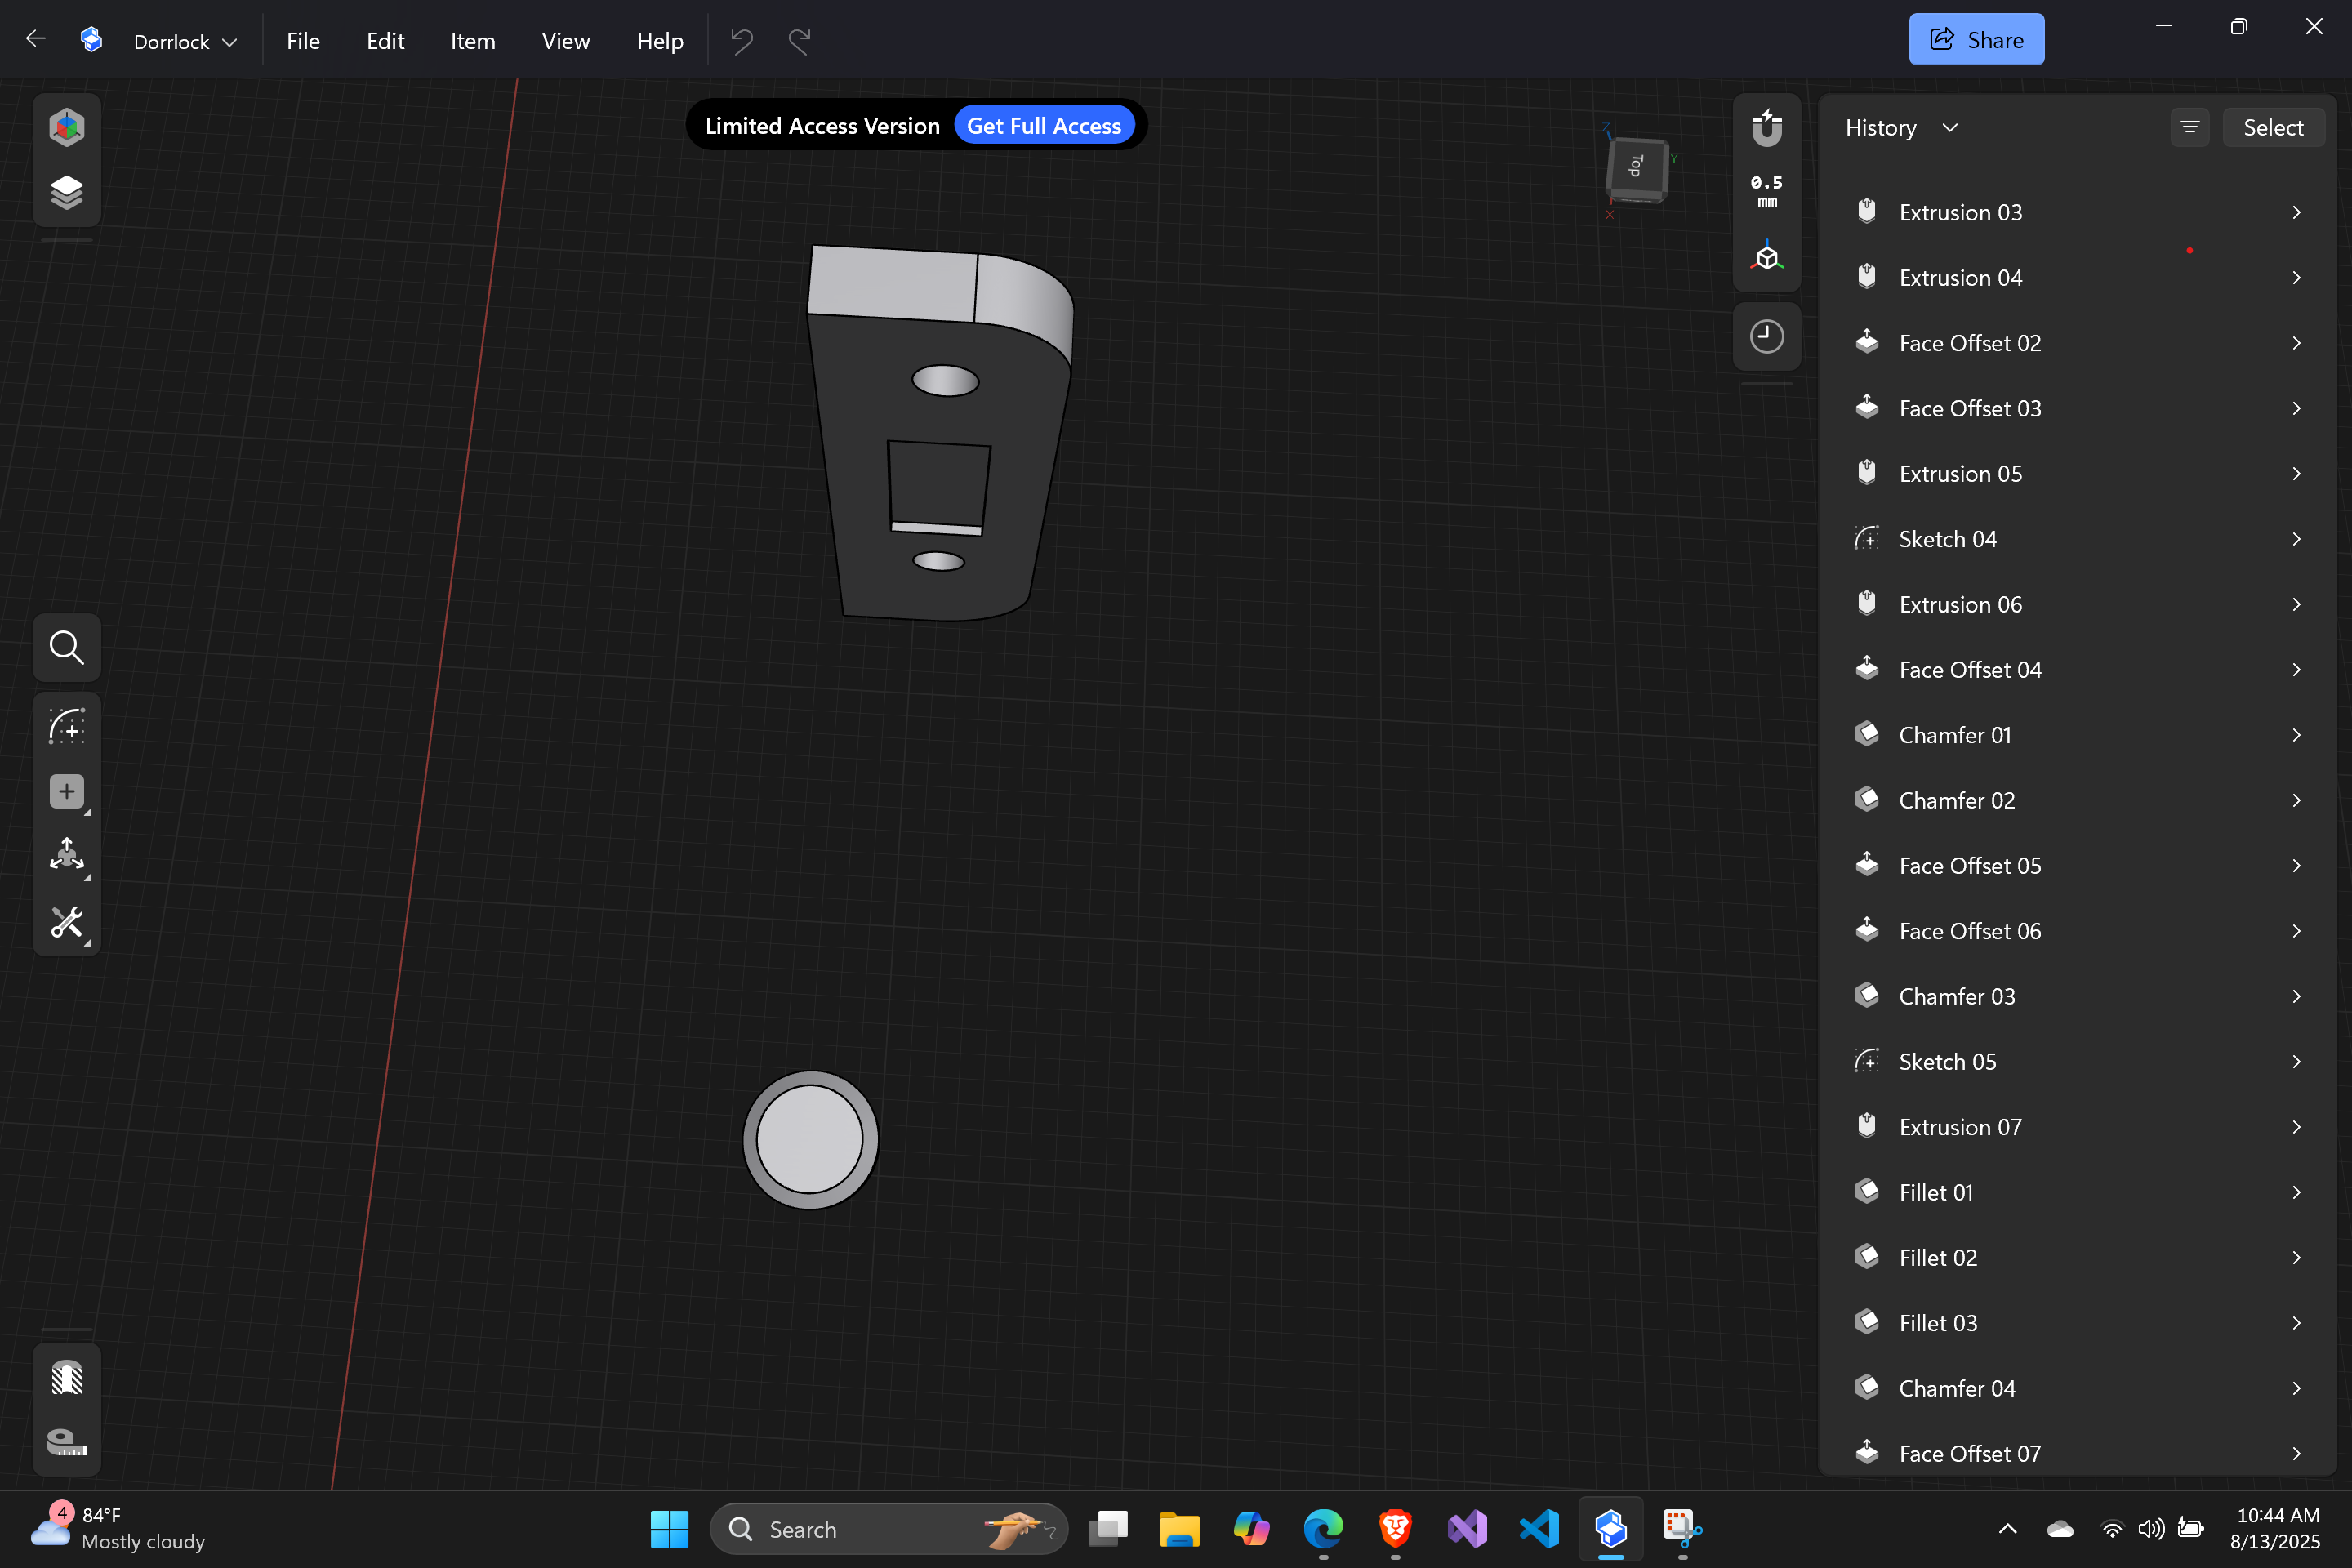 Dorrlock File Edit Item View Help Share
Limited Access Version Get Full Access
Z
Y
X
Top
0.5
mm
History Select
Extrusion 03
Extrusion 04
Face Offset 02
Face Offset 03
Extrusion 05
Sketch 04
Extrusion 06
Face Offset 04
Chamfer 01
Chamfer 02
Face Offset 05
Face Offset 06
Chamfer 03
Sketch 05
Extrusion 07
Fillet 01
Fillet 02
Fillet 03
Chamfer 04
Face Offset 07
4
84°F
Mostly cloudy
Search
10:44 AM
8/13/2025